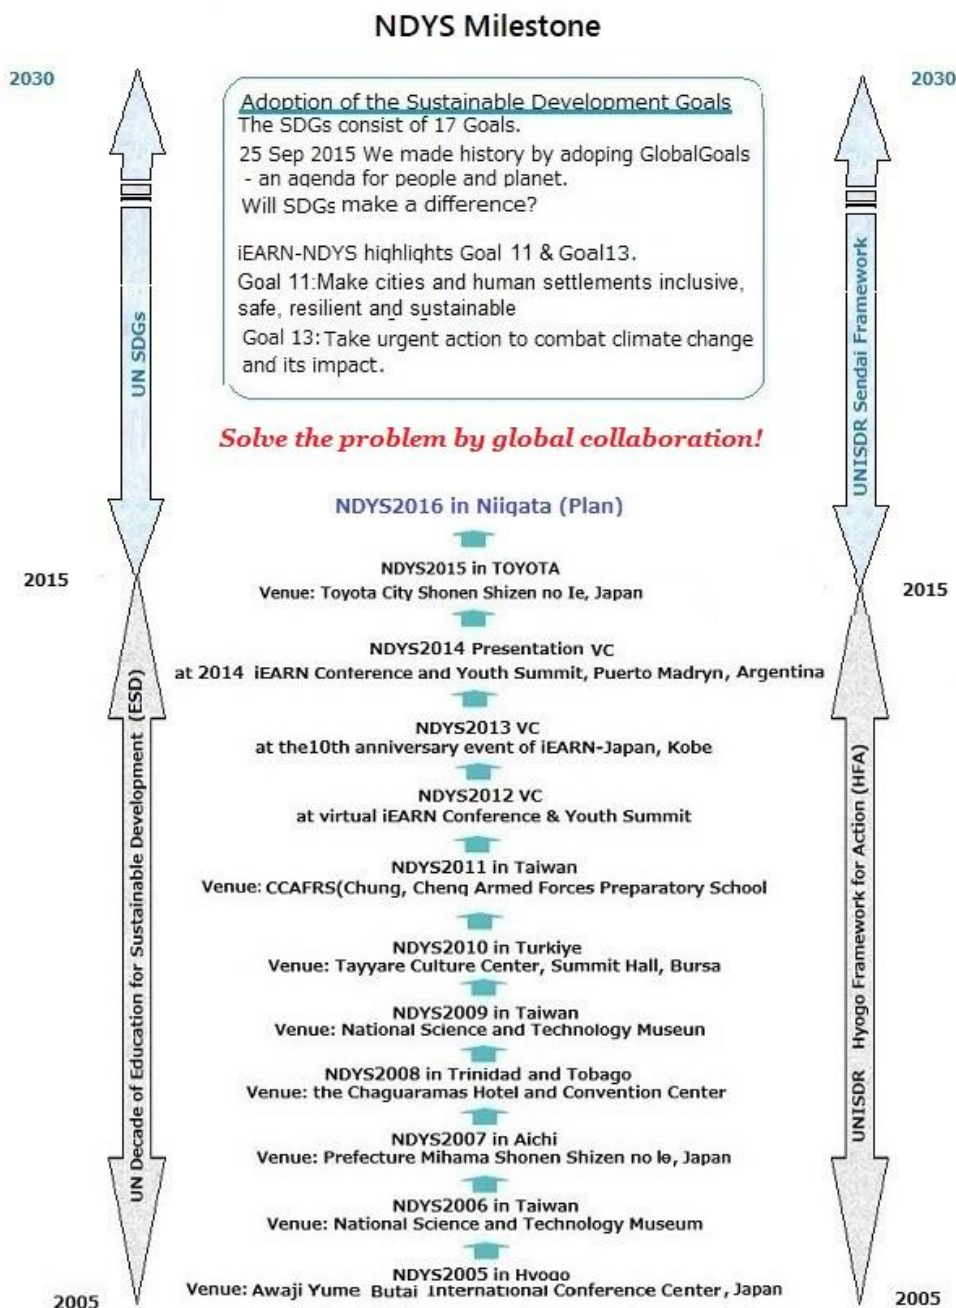 NDYS Milestone
2030
2030
Adoption of the Sustainable Development Goals
The SDGs consist of 17 Goals.
25 Sep 2015 We made history by adoping GlobalGoals
- an agenda for people and planet.
Will SDGs make a difference?
iEARN-NDYS highlights Goal 11 & Goal13.
Goal 11:Make cities and human settlements inclusive,
safe, resilient and sustainable
Goal 13: Take urgent action to combat climate change
and its impact.
UN SDGs
UNISDR Sendai Framework
Solve the problem by global collaboration!
NDYS2016 in Niigata (Plan)
2015
2015
NDYS2015 in TOYOTA
Venue: Toyota City Shonen Shizen no Ie, Japan
NDYS2014 Presentation VC
at 2014 iEARN Conference and Youth Summit, Puerto Madryn, Argentina
NDYS2013 VC
at the10th anniversary event of iEARN-Japan, Kobe
NDYS2012 VC
at virtual iEARN Conference & Youth Summit
NDYS2011 in Taiwan
Venue: CCAFRS(Chung, Cheng Armed Forces Preparatory School
NDYS2010 in Turkiye
Venue: Tayyare Culture Center, Summit Hall, Bursa
NDYS2009 in Taiwan
Venue: National Science and Technology Museun
NDYS2008 in Trinidad and Tobago
Venue: the Chaguaramas Hotel and Convention Center
NDYS2007 in Aichi
Venue: Prefecture Mihama Shonen Shizen no Ie, Japan
NDYS2006 in Taiwan
Venue: National Science and Technology Museum
NDYS2005 in Hyogo
Venue: Awaji Yume Butai International Conference Center, Japan
UN Decade of Education for Sustainable Development (ESD)
UNISDR Hyogo Framework for Action (HFA)
2005
2005